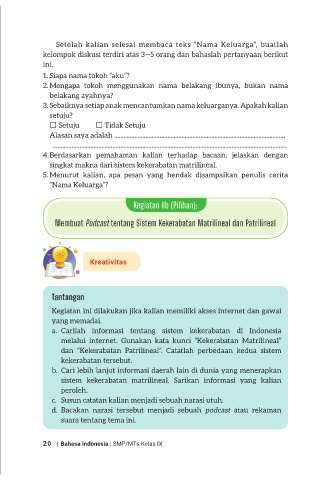 Setelah kalian selesai membaca teks "Nama Keluarga", buatlah
kelompok diskusi terdiri atas 3—5 orang dan bahaslah pertanyaan berikut
ini.
1. Siapa nama tokoh "aku"?
2. Mengapa tokoh menggunakan nama belakang ibunya, bukan nama
belakang ayahnya?
3. Sebaiknya setiap anak mencantumkan nama keluarganya. Apakah kalian
setuju?
☐ Setuju ☐ Tidak Setuju
Alasan saya adalah ............................................................
............................................................
4. Berdasarkan pemahaman kalian terhadap bacaan, jelaskan dengan
singkat makna dari sistem kekerabatan matrilineal.
5. Menurut kalian, apa pesan yang hendak disampaikan penulis cerita
"Nama Keluarga"?
Kegiatan 8b (Pilihan):
Membuat Podcast tentang Sistem Kekerabatan Matrilineal dan Patrilineal
Kreativitas
Tantangan
Kegiatan ini dilakukan jika kalian memiliki akses internet dan gawai
yang memadai.
a. Carilah informasi tentang sistem kekerabatan di Indonesia
melalui internet. Gunakan kata kunci "Kekerabatan Matrilineal"
dan "Kekerabatan Patrilineal". Catatlah perbedaan kedua sistem
kekerabatan tersebut.
b. Cari lebih lanjut informasi daerah lain di dunia yang menerapkan
sistem kekerabatan matrilineal. Sarikan informasi yang kalian
peroleh.
c. Susun catatan kalian menjadi sebuah narasi utuh.
d. Bacakan narasi tersebut menjadi sebuah podcast atau rekaman
suara tentang tema ini.
20 | Bahasa Indonesia | SMP/MTs Kelas IX